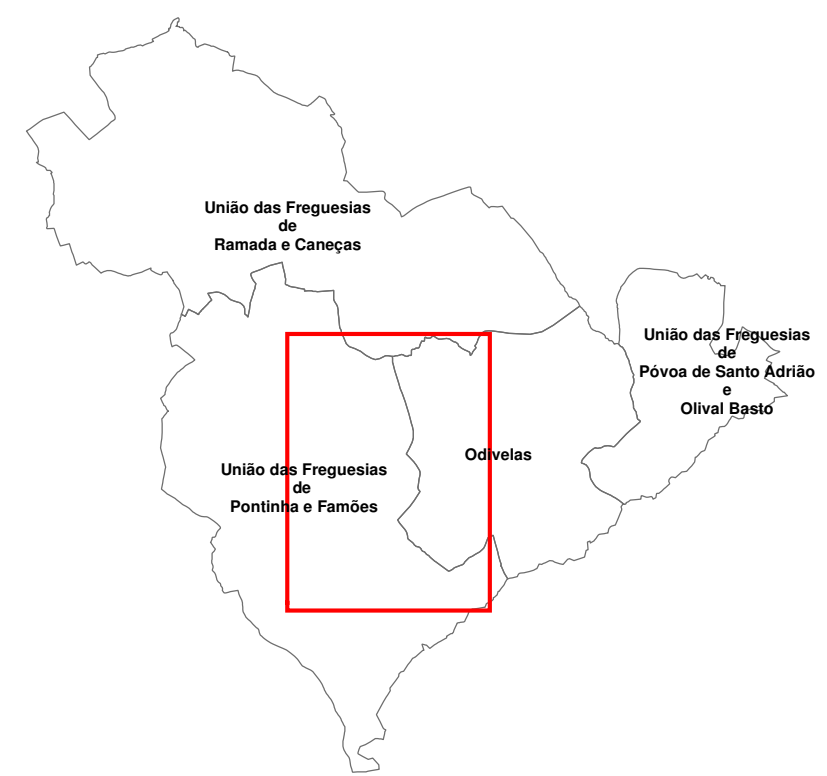 União das Freguesias
de
Ramada e Caneças
União das Freguesias
de
Póvoa de Santo Adrião
e
Olival Basto
Odivelas
União das Freguesias
de
Pontinha e Famões